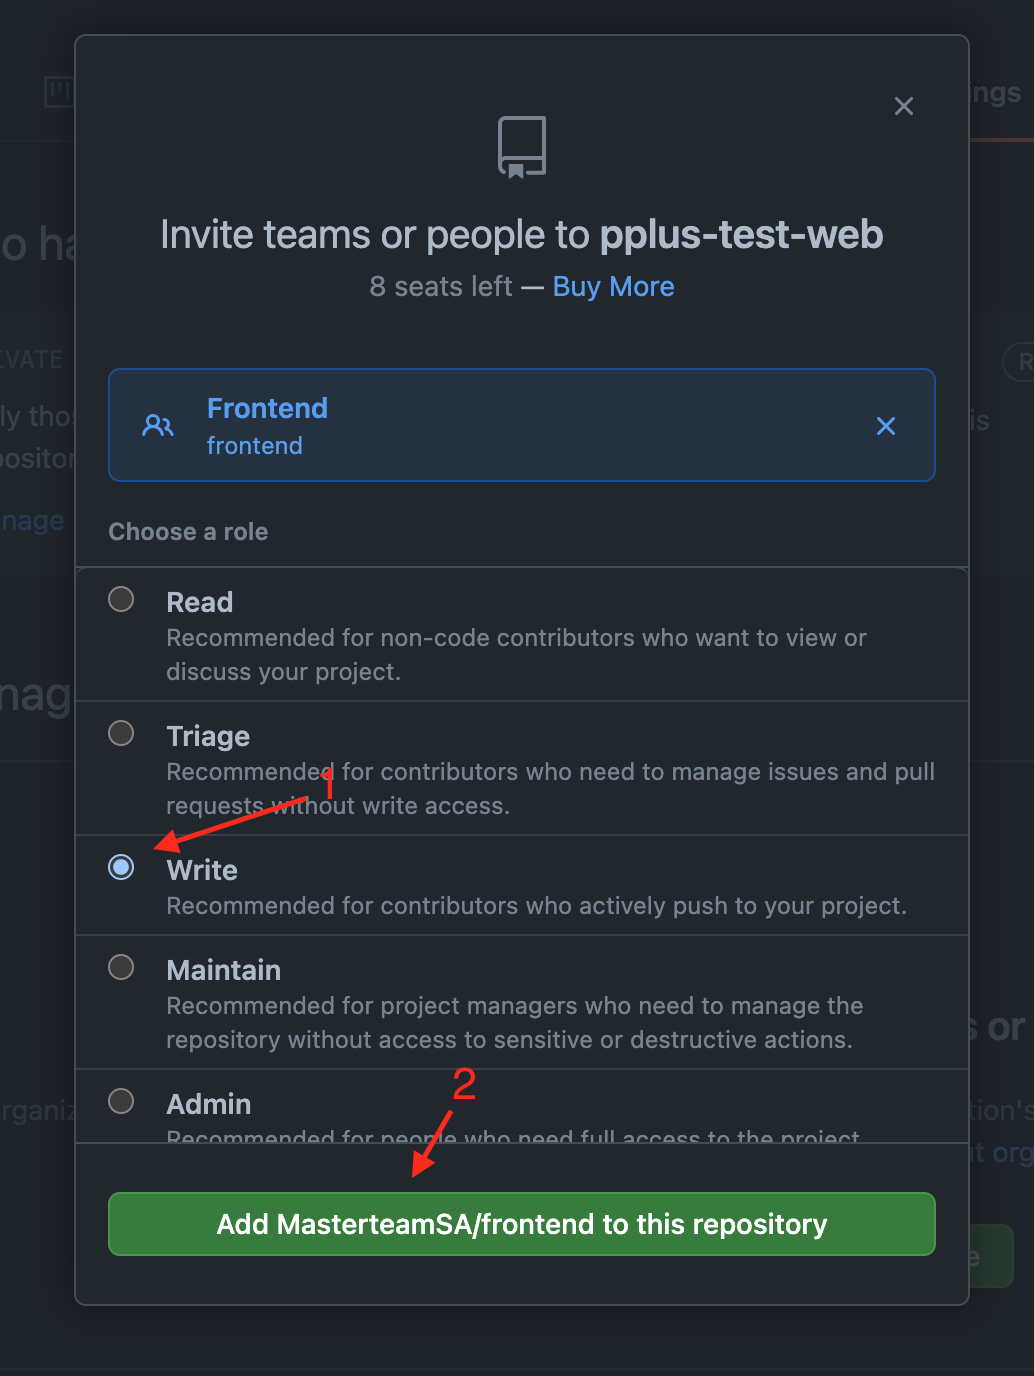 ings
Invite teams or people to pplus-test-web
8 seats left — Buy More
Frontend
frontend
Choose a role
Read
Recommended for non-code contributors who want to view or
discuss your project.
Triage
Recommended for contributors who need to manage issues and pull
requests without write access.
1
Write
Recommended for contributors who actively push to your project.
Maintain
Recommended for project managers who need to manage the
repository without access to sensitive or destructive actions.
2
Admin
Recommended for people who need full access to the project
Add MasterteamSA/frontend to this repository
o ha
IVATE
ly thos
positor
nage
nag
rganiz
R
is
s or
tion's
ut org
e